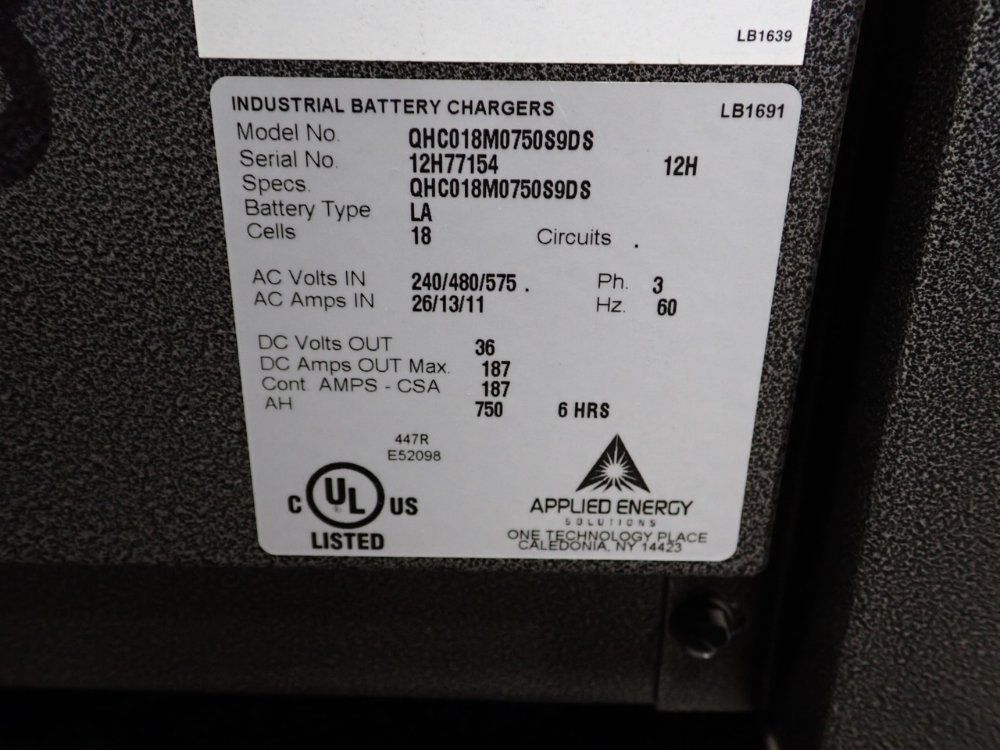 LB1639
INDUSTRIAL BATTERY CHARGERS LB1691
Model No. QHC018M0750S9DS
Serial No. 12H77154 12H
Specs. QHC018M0750S9DS
Battery Type LA
Cells 18 Circuits .
AC Volts IN 240/480/575 . Ph. 3
AC Amps IN 26/13/11 Hz. 60
DC Volts OUT 36
DC Amps OUT Max. 187
Cont AMPS - CSA 187
AH 750 6 HRS
447R
E52098
C UL ® US
LISTED
APPLIED ENERGY
SOLUTIONS
ONE TECHNOLOGY PLACE
CALEDONIA, NY 14423